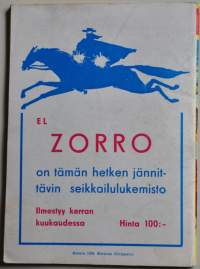 EL
ZORRO
on tämän hetken jännit-
tävin seikkailulukemisto
Ilmestyy kerran
kuukaudessa Hinta 100:-